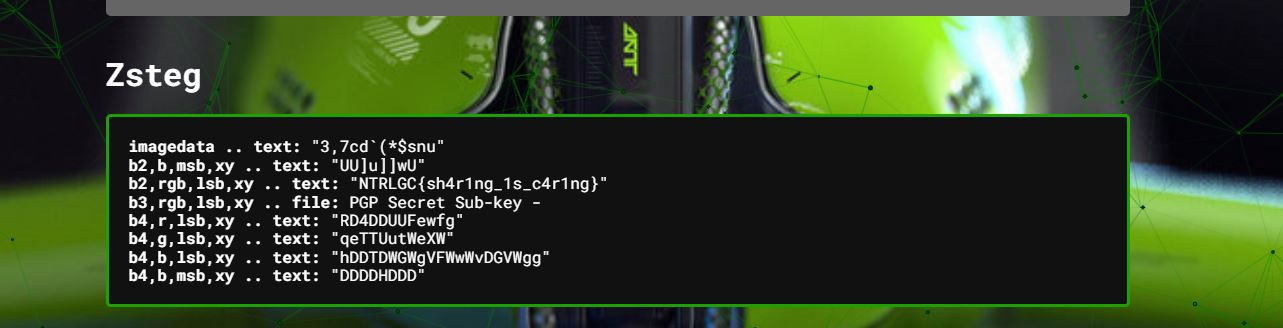 Zsteg
imagedata .. text: "3,7cd`(*$snu"
b2,b,msb,xy .. text: "UU]u]]wU"
b2,rgb,lsb,xy .. text: "NTRLGC{sh4r1ng_1s_c4r1ng}"
b3,rgb,lsb,xy .. file: PGP Secret Sub-key -
b4,r,lsb,xy .. text: "RD4DDUUFewfg"
b4,g,lsb,xy .. text: "qeTTUutWeXW"
b4,b,lsb,xy .. text: "hDDTDWGWgVFWwWvDGVWgg"
b4,b,msb,xy .. text: "DDDDHDDD"